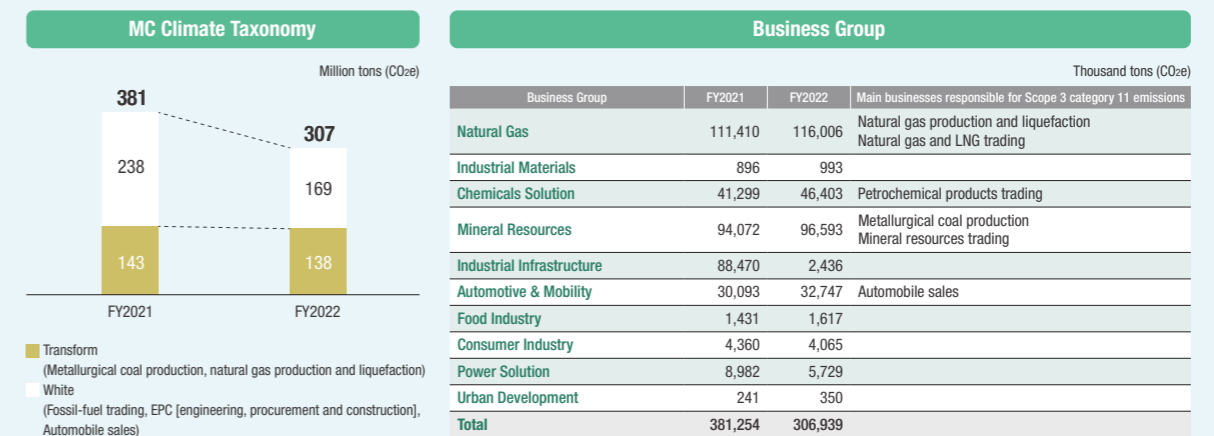 MC Climate Taxonomy
Million tons (CO2e)
381
307
238
169
143
138
FY2021 FY2022
Transform
(Metallurgical coal production, natural gas production and liquefaction)
White
(Fossil-fuel trading, EPC [engineering, procurement and construction],
Automobile sales)
Business Group
Thousand tons (CO2e)
Business Group FY2021 FY2022 Main businesses responsible for Scope 3 category 11 emissions
Natural Gas 111,410 116,006 Natural gas production and liquefaction
Natural gas and LNG trading
Industrial Materials 896 993
Chemicals Solution 41,299 46,403 Petrochemical products trading
Mineral Resources 94,072 96,593 Metallurgical coal production
Mineral resources trading
Industrial Infrastructure 88,470 2,436
Automotive & Mobility 30,093 32,747 Automobile sales
Food Industry 1,431 1,617
Consumer Industry 4,360 4,065
Power Solution 8,982 5,729
Urban Development 241 350
Total 381,254 306,939